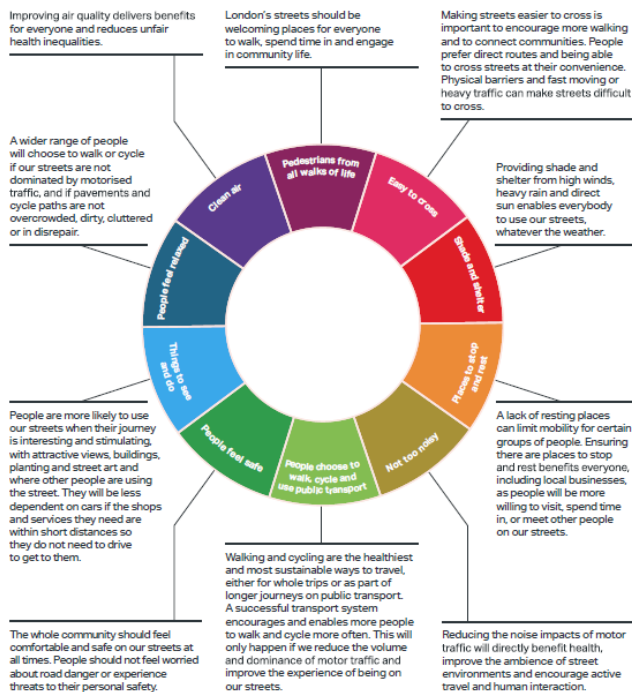 Improving air quality delivers benefits
for everyone and reduces unfair
health inequalities.
London's streets should be
welcoming places for everyone
to walk, spend time in and engage
in community life.
Making streets easier to cross is
important to encourage more walking
and to connect communities. People
prefer direct routes and being able
to cross streets at their convenience.
Physical barriers and fast moving or
heavy traffic can make streets difficult
to cross.
A wider range of people
will choose to walk or cycle
if our streets are not
dominated by motorised
traffic, and if pavements and
cycle paths are not
overcrowded, dirty, cluttered
or in disrepair.
Providing shade and
shelter from high winds,
heavy rain and direct
sun enables everybody
to use our streets,
whatever the weather.
Pedestrians from
all walks of life
Easy to cross
Shade and shelter
Places to stop
and rest
Not too noisy
People choose to
walk, cycle and
use public transport
People feel safe
Things to see
and do
People feel relaxed
Clean air
People are more likely to use
our streets when their journey
is interesting and stimulating,
with attractive views, buildings,
planting and street art and
where other people are using
the street. They will be less
dependent on cars if the shops
and services they need are
within short distances so
they do not need to drive
to get to them.
A lack of resting places
can limit mobility for certain
groups of people. Ensuring
there are places to stop
and rest benefits everyone,
including local businesses,
as people will be more
willing to visit, spend time
in, or meet other people
on our streets.
The whole community should feel
comfortable and safe on our streets at
all times. People should not feel worried
about road danger or experience
threats to their personal safety.
Walking and cycling are the healthiest
and most sustainable ways to travel,
either for whole trips or as part of
longer journeys on public transport.
A successful transport system
encourages and enables more people
to walk and cycle more often. This will
only happen if we reduce the volume
and dominance of motor traffic and
improve the experience of being on
our streets.
Reducing the noise impacts of motor
traffic will directly benefit health,
improve the ambience of street
environments and encourage active
travel and human interaction.